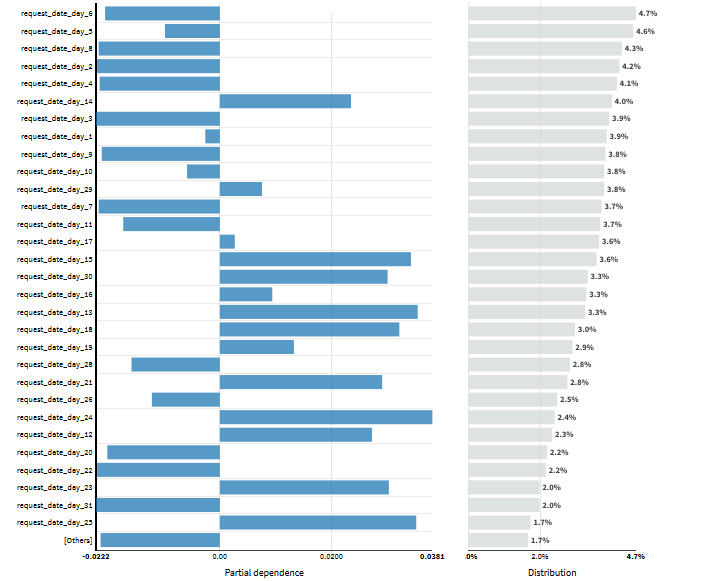 request_date_day_6 4.7%
request_date_day_5 4.6%
request_date_day_8 4.3%
request_date_day_2 4.2%
request_date_day_4 4.1%
request_date_day_14 4.0%
request_date_day_3 3.9%
request_date_day_1 3.9%
request_date_day_9 3.8%
request_date_day_10 3.8%
request_date_day_29 3.8%
request_date_day_7 3.7%
request_date_day_11 3.7%
request_date_day_17 3.6%
request_date_day_15 3.6%
request_date_day_30 3.3%
request_date_day_16 3.3%
request_date_day_13 3.3%
request_date_day_18 3.0%
request_date_day_19 2.9%
request_date_day_28 2.8%
request_date_day_21 2.8%
request_date_day_26 2.5%
request_date_day_24 2.4%
request_date_day_12 2.3%
request_date_day_20 2.2%
request_date_day_22 2.2%
request_date_day_23 2.0%
request_date_day_31 2.0%
request_date_day_25 1.7%
[Others] 1.7%
-0.0222 0.00 0.0200 0.0381 .0% 2.0% 4.7%
Partial dependence Distribution